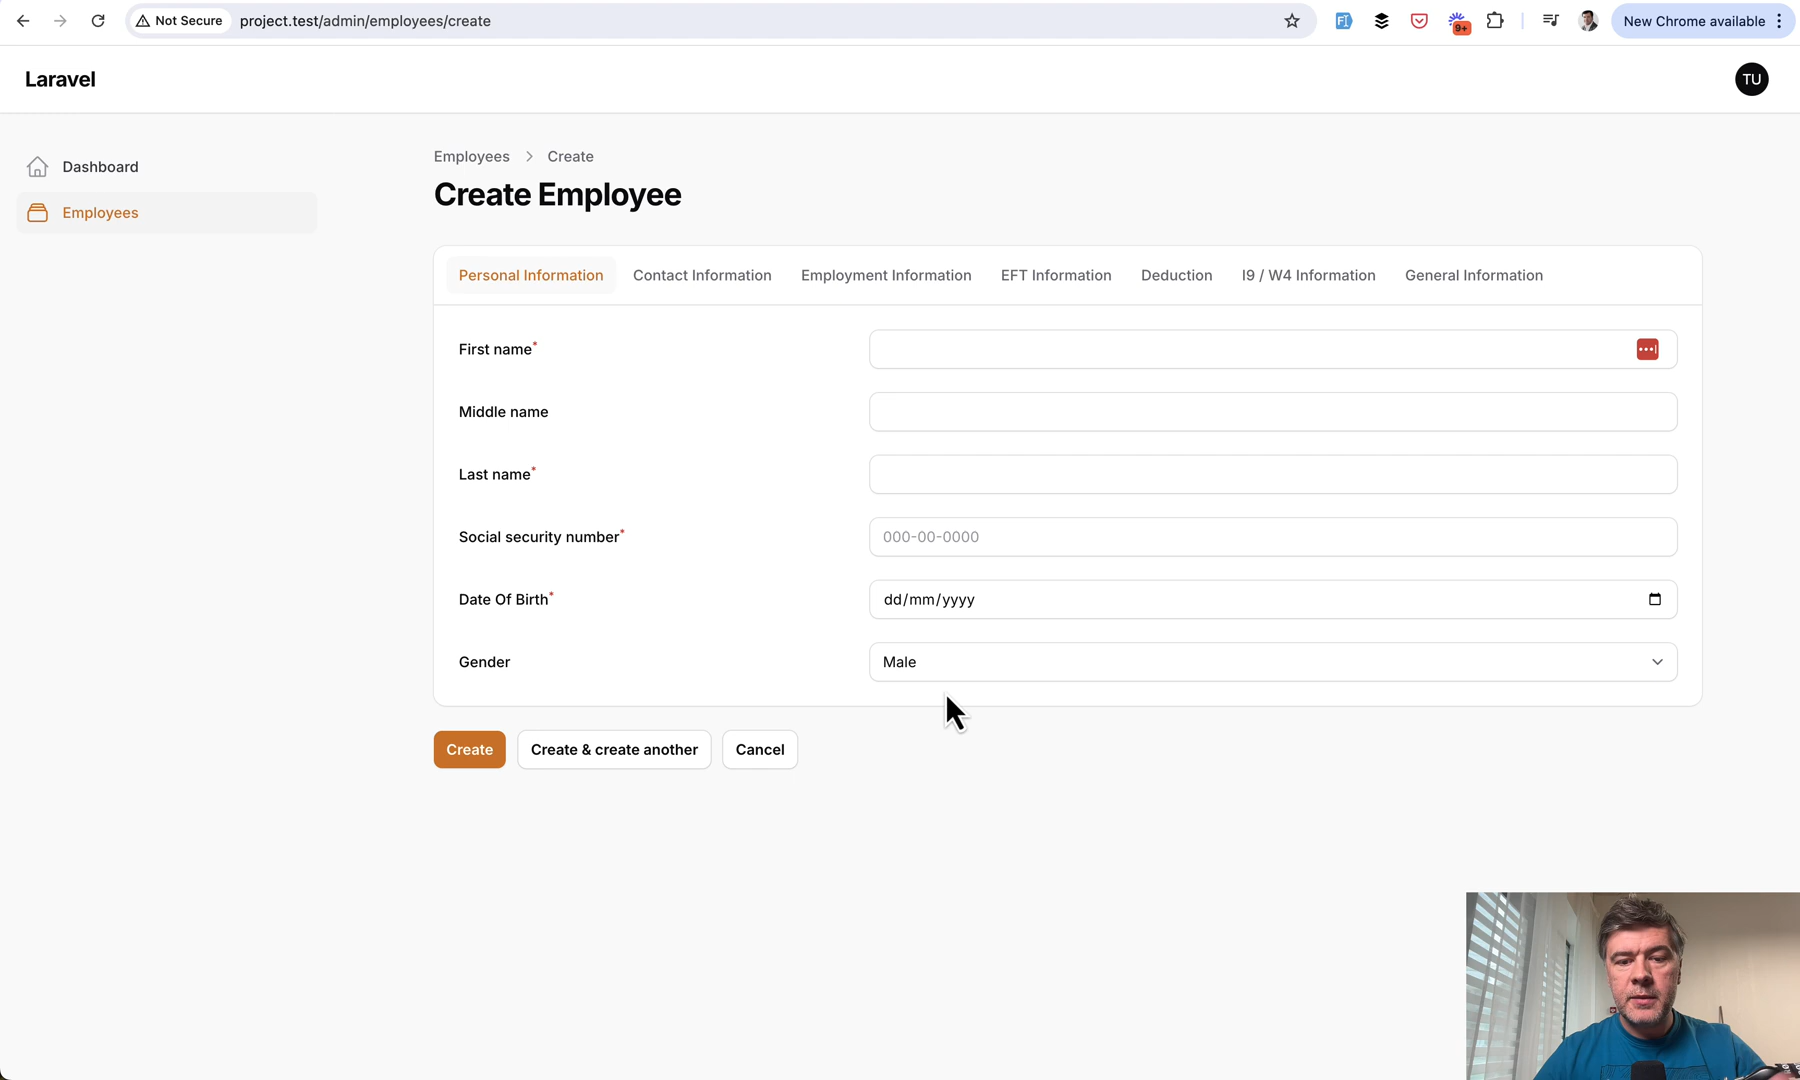 Not Secure project.test/admin/employees/create
9+
New Chrome available
Laravel
TU
Dashboard
Employees
Employees Create
Create Employee
Personal Information Contact Information Employment Information EFT Information Deduction I9 / W4 Information General Information
First name*
Middle name
Last name*
Social security number* 000-00-0000
Date Of Birth* dd/mm/yyyy
Gender Male
Create Create & create another Cancel